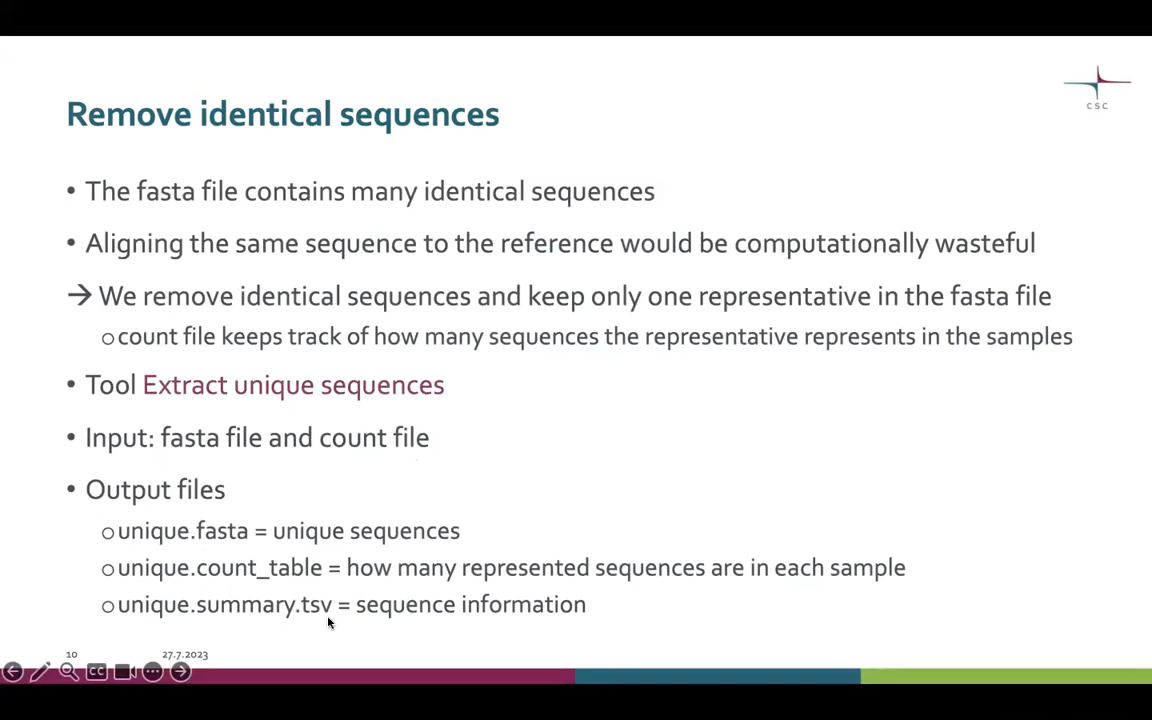 Remove identical sequences
CSC
• The fasta file contains many identical sequences
• Aligning the same sequence to the reference would be computationally wasteful
→ We remove identical sequences and keep only one representative in the fasta file
o count file keeps track of how many sequences the representative represents in the samples
• Tool Extract unique sequences
• Input: fasta file and count file
• Output files
o unique.fasta = unique sequences
o unique.count_table = how many represented sequences are in each sample
o unique.summary.tsv = sequence information
10 27.7.2023
CC